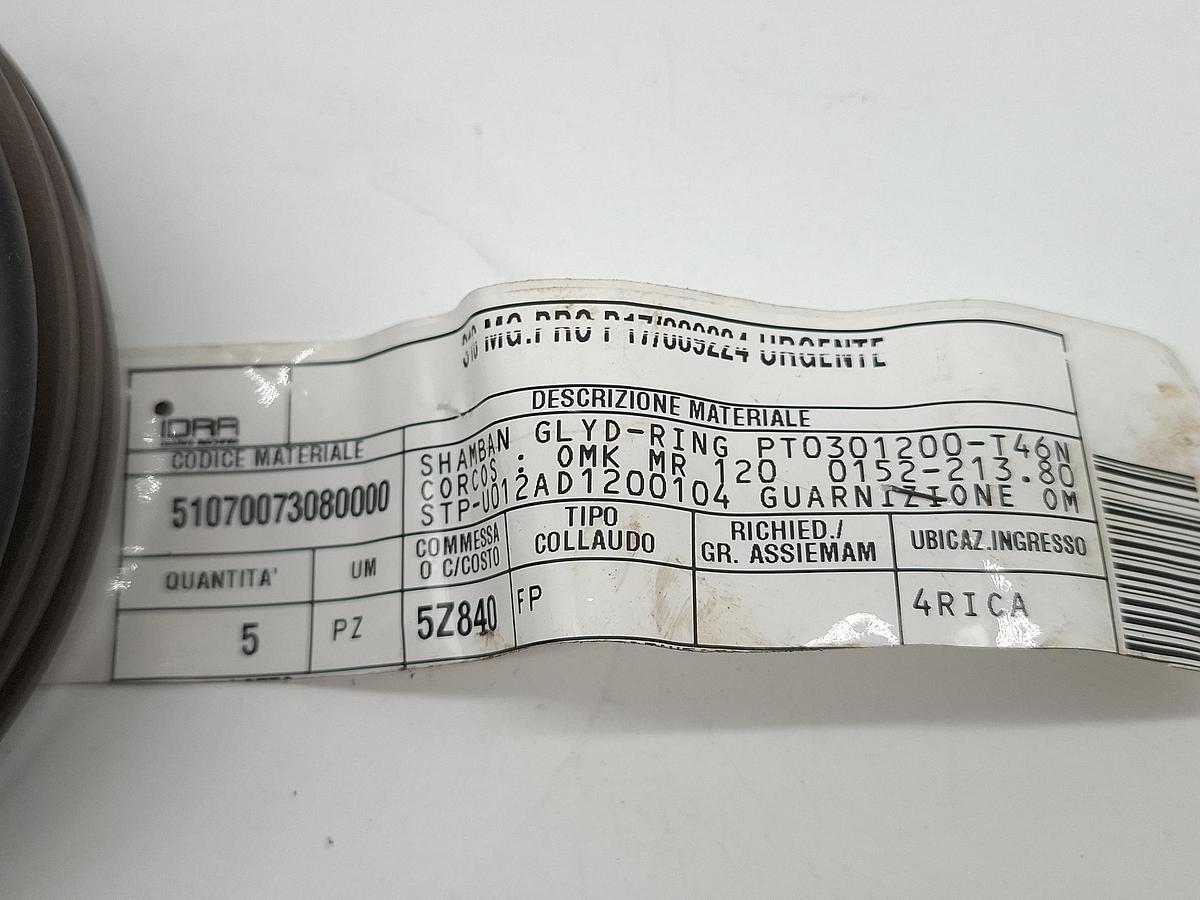 MG.PRO P17/009224 URGENTE
IDRA
DESCRIZIONE MATERIALE
CODICE MATERIALE
51070073080000
SHAMBAN GLYD-RING PT0301200-T46N
CORCOS. OMK MR 120 0152-213.80
STP-U012AD1200104 GUARNIZIONE OM
QUANTITA'
UM
COMMESSA
O C/COSTO
TIPO
COLLAUDO
RICHIED./
GR. ASSIEMAM
UBICAZ.INGRESSO
5
PZ
5Z840
FP
4RICA